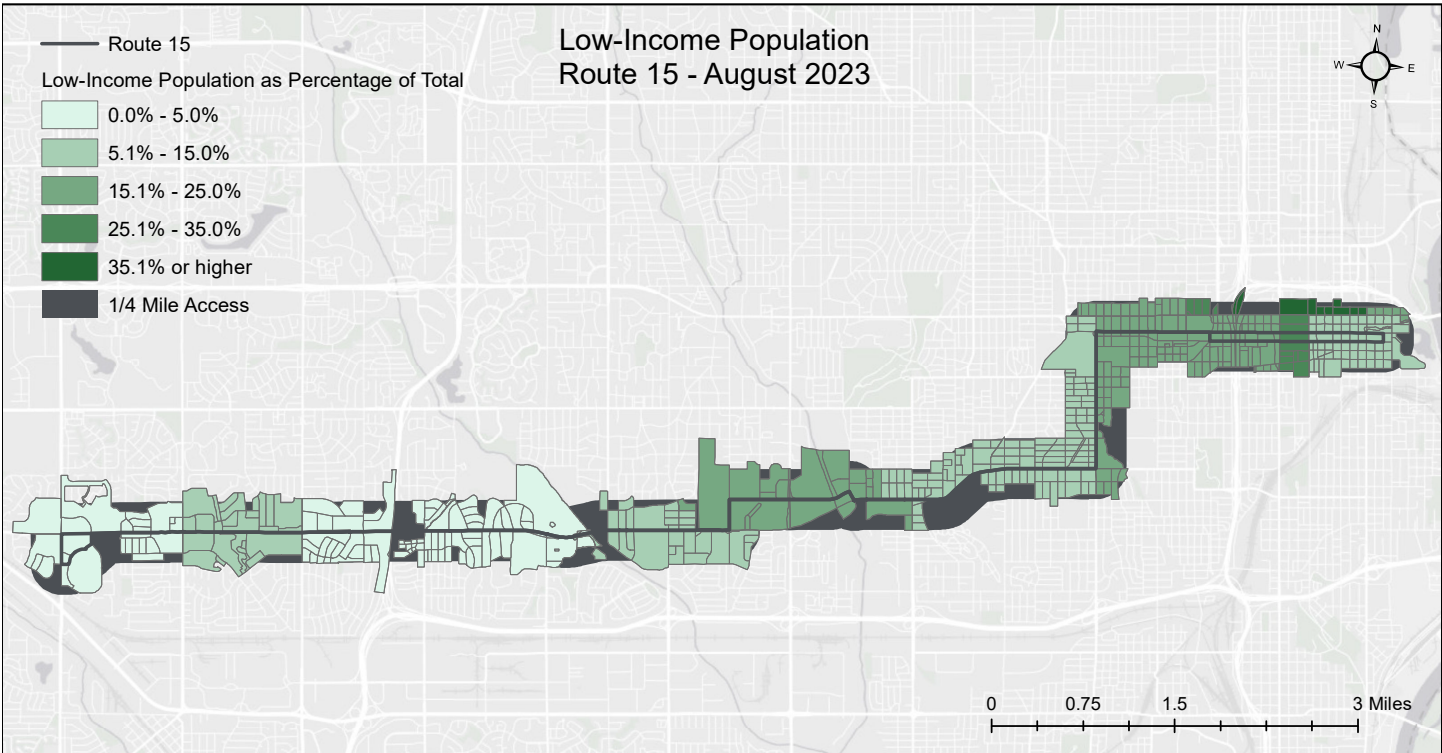 Low-Income Population
Route 15 - August 2023
Route 15
Low-Income Population as Percentage of Total
0.0% - 5.0%
5.1% - 15.0%
15.1% - 25.0%
25.1% - 35.0%
35.1% or higher
1/4 Mile Access
N
W E
S
0 0.75 1.5 3 Miles